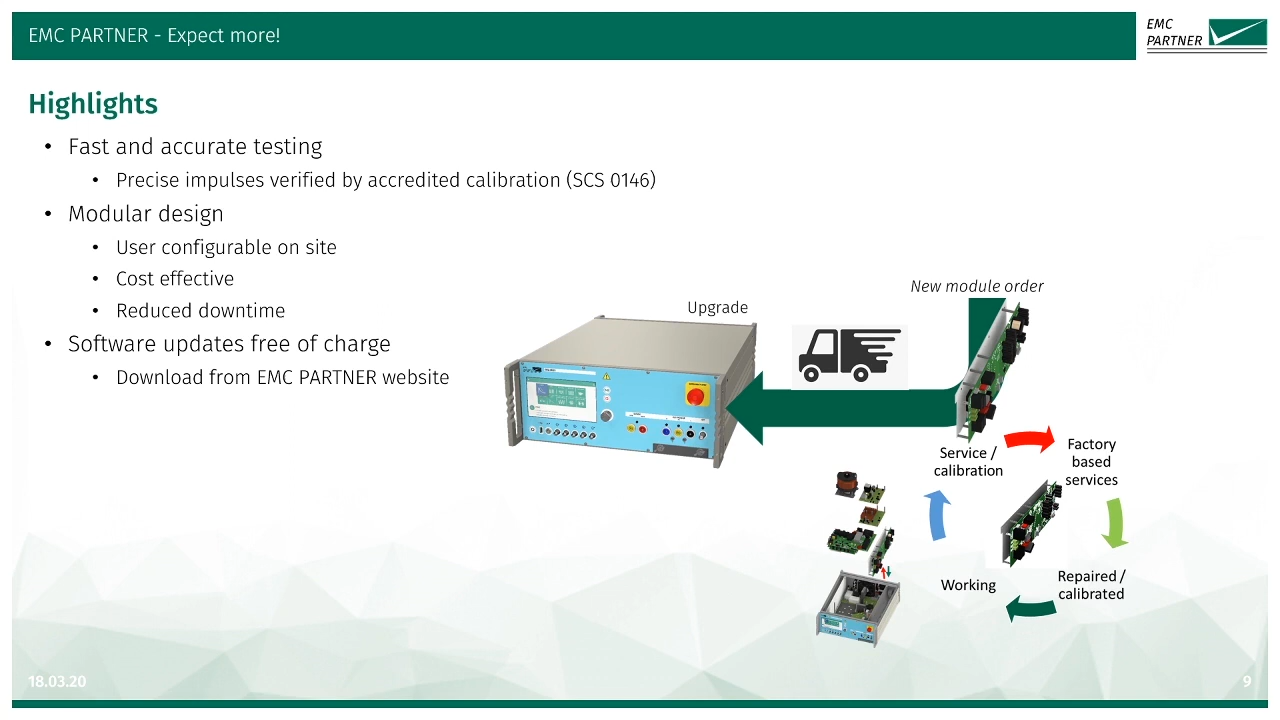 EMC PARTNER - Expect more!
EMC
PARTNER
Highlights
• Fast and accurate testing
• Precise impulses verified by accredited calibration (SCS 0146)
• Modular design
• User configurable on site
• Cost effective
• Reduced downtime
• Software updates free of charge
• Download from EMC PARTNER website
New module order
Upgrade
Service /
calibration
Factory
based
services
Repaired /
calibrated
Working
18.03.20
9